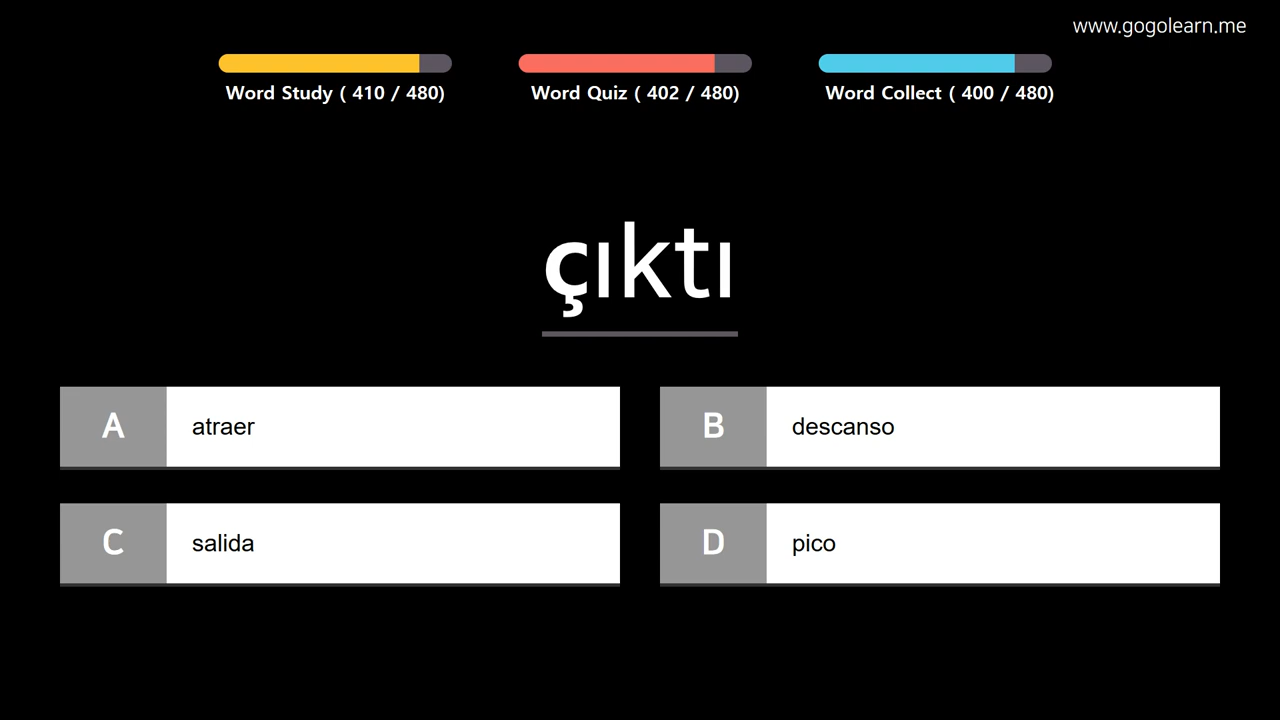 www.gogolearn.me
Word Study ( 410 / 480)
Word Quiz ( 402 / 480)
Word Collect ( 400 / 480)
çıktı
A atraer
B descanso
C salida
D pico